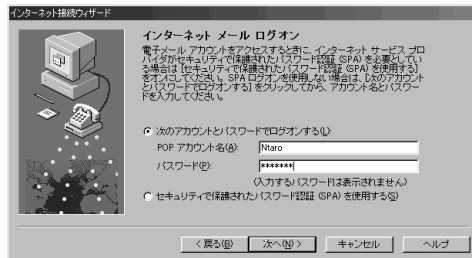 インターネット接続ウィザード
インターネット メール ログオン
電子メール アカウントをアクセスするときに、インターネット サービス プロ
バイダがセキュリティで保護されたパスワード認証 (SPA) を必要としてい
る場合は [セキュリティで保護されたパスワード認証 (SPA) を使用する]
をオンにしてください。SPA ログオンを使用しない場合は、[次のアカウント
とパスワードでログオンする] をクリックしてから、アカウント名とパスワー
ドを入力してください。
次のアカウントとパスワードでログオンする(L):
POP アカウント名(A): Ntaro
パスワード(P): *******
(入力するパスワードは表示されません)
セキュリティで保護されたパスワード認証 (SPA) を使用する(S)
< 戻る(B) 次へ(N) > キャンセル ヘルプ